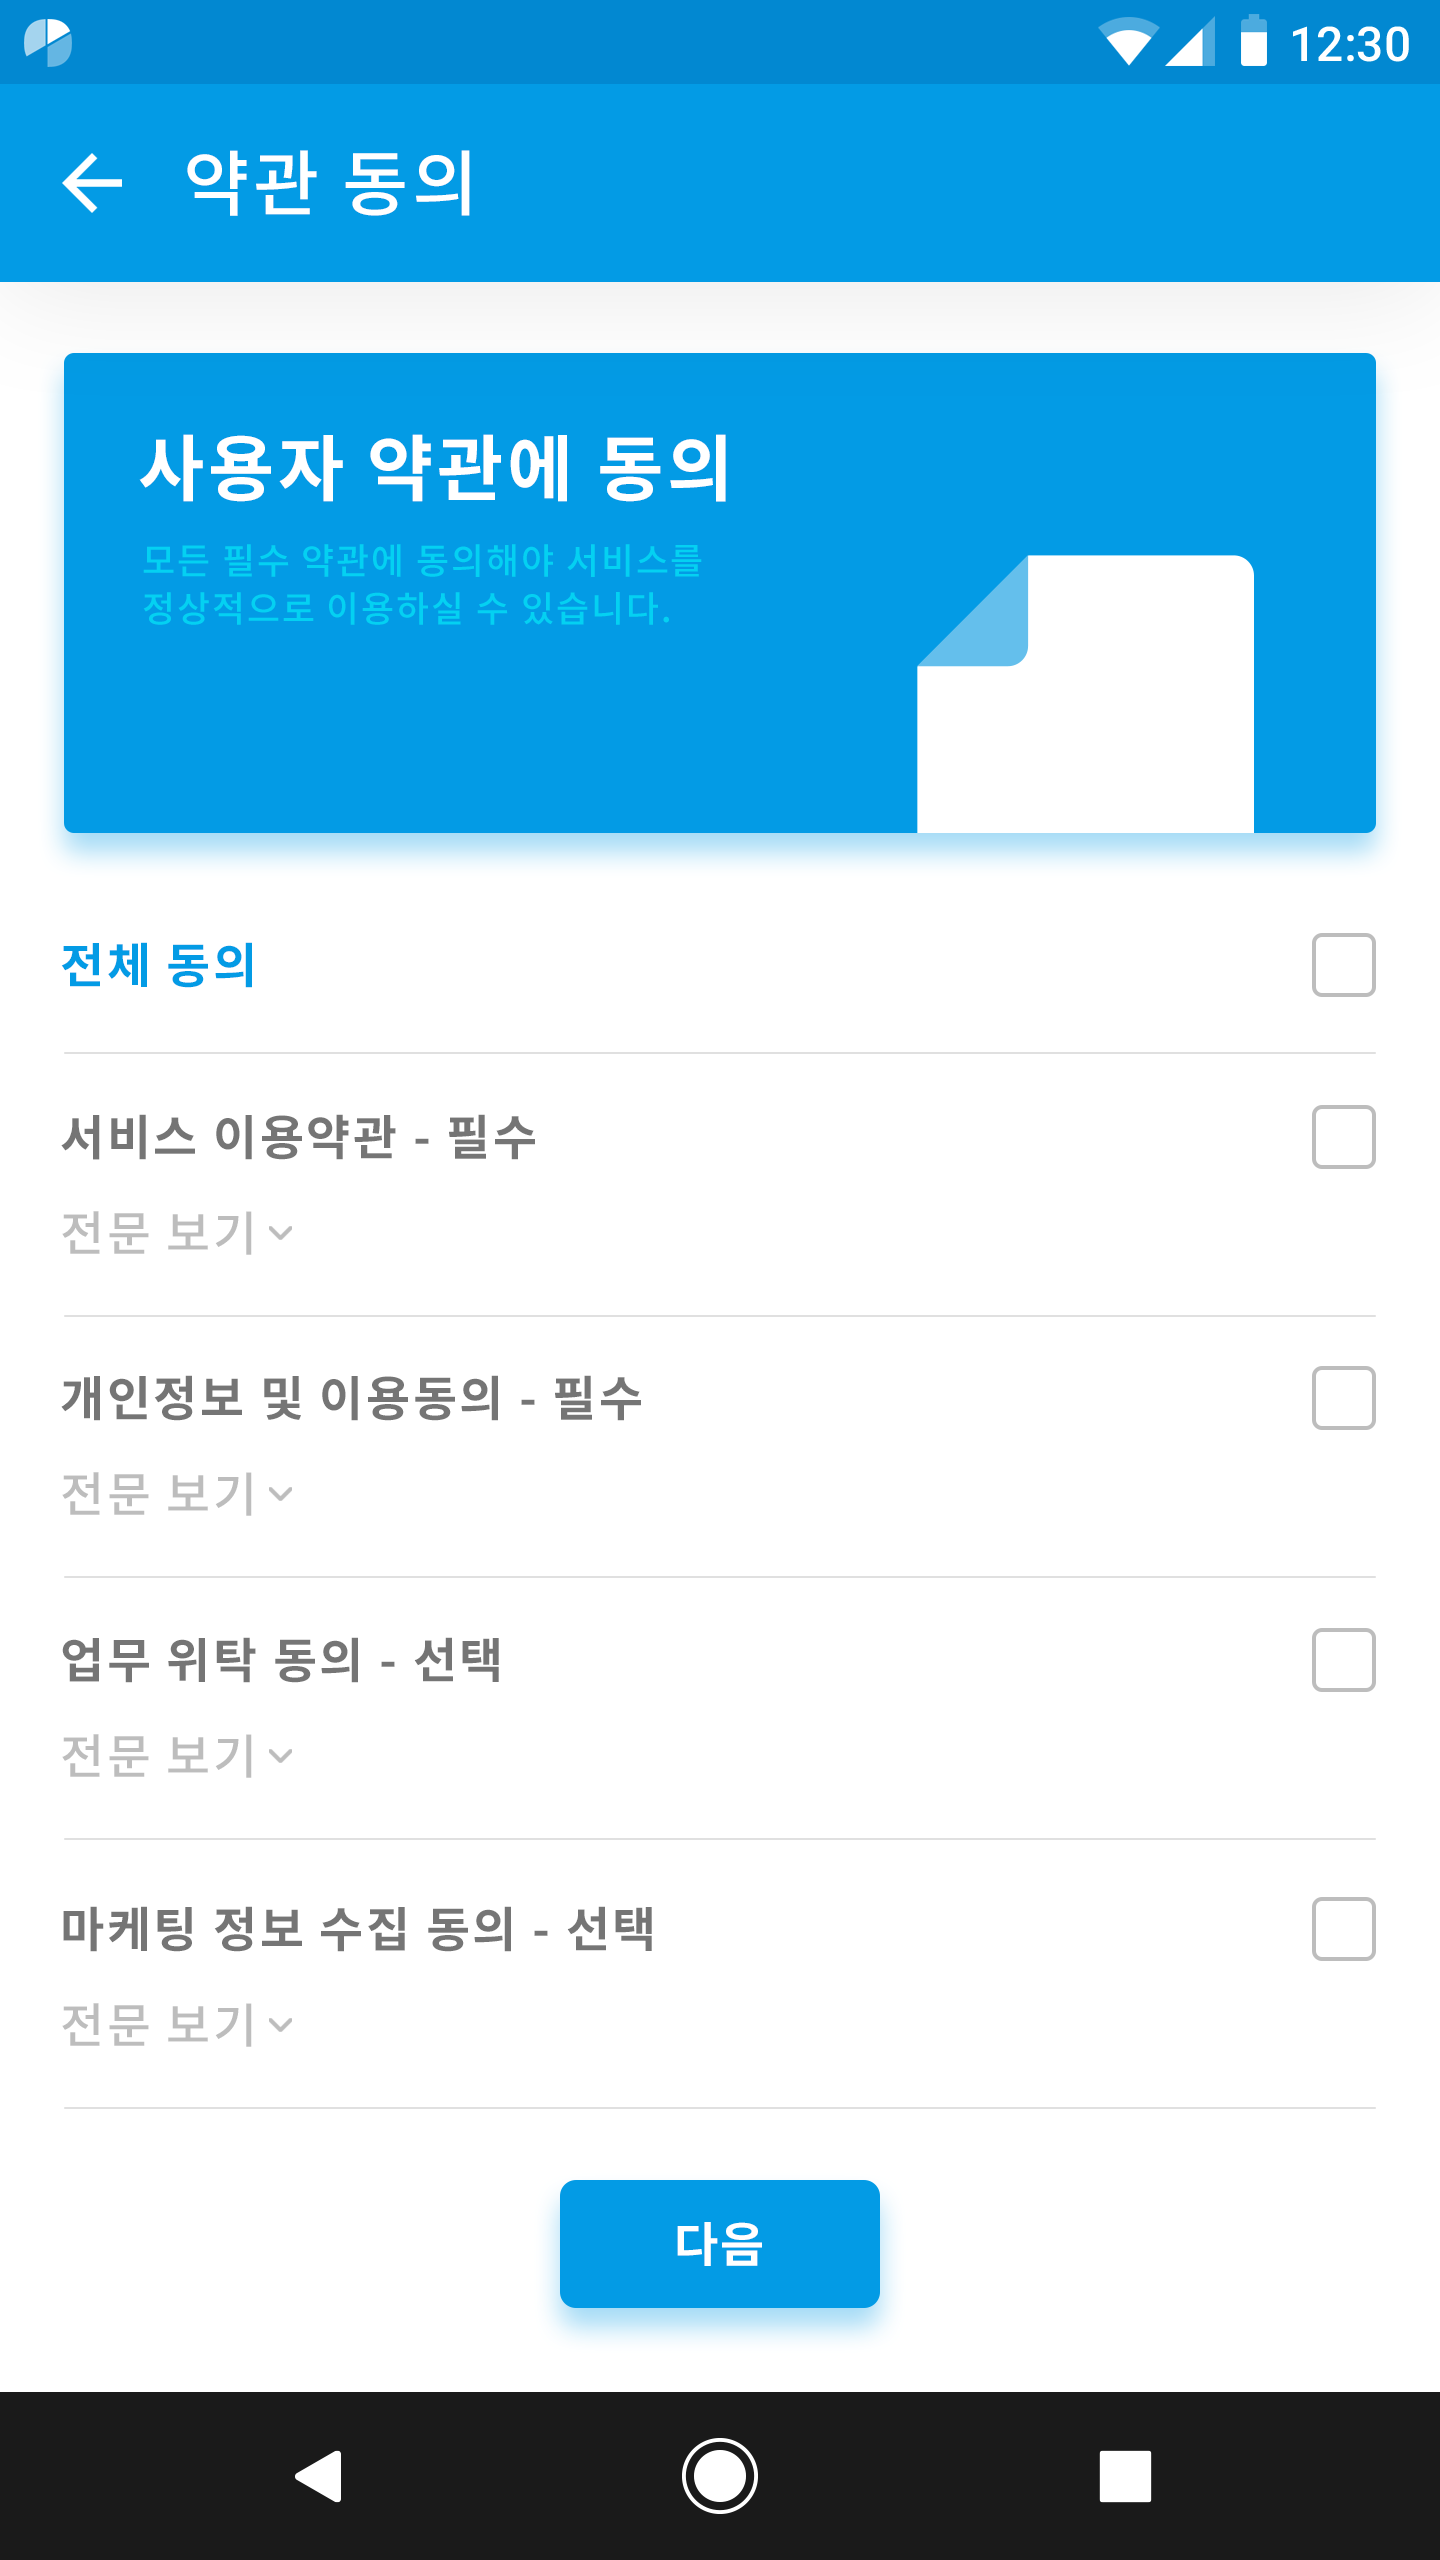 12:30
약관 동의
사용자 약관에 동의
모든 필수 약관에 동의해야 서비스를
정상적으로 이용하실 수 있습니다.
전체 동의
서비스 이용약관 - 필수
전문 보기
개인정보 및 이용동의 - 필수
전문 보기
업무 위탁 동의 - 선택
전문 보기
마케팅 정보 수집 동의 - 선택
전문 보기
다음